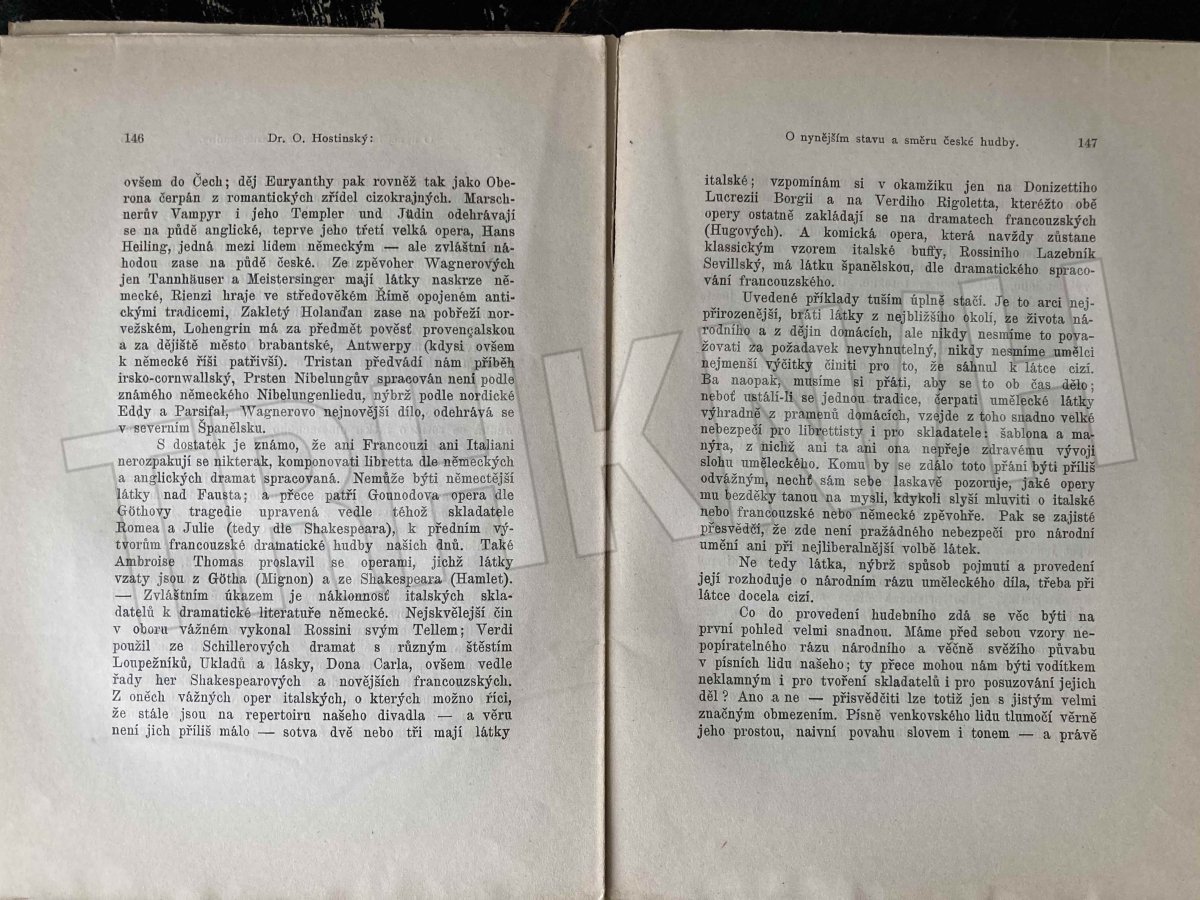 146
Dr. O. Hostinský:
ovšem do Čech; děj Euryanthy pak rovněž tak jako Obe-
rona čerpán z romantických zřídel cizokrajných. Marsch-
nerův Vampyr i jeho Templer und Jüdin odehrávají
se na půdě anglické, teprve jeho třetí velká opera, Hans
Heiling, jedná mezi lidem německým — ale zvláštní ná-
hodou zase na půdě české. Ze zpěvoher Wagnerových
jen Tannhäuser a Meistersinger mají látky naskrze ně-
mecké, Rienzi hraje ve středověkém Římě opojeném anti-
ckými tradicemi, Zakletý Holanďan zase na pobřeží nor-
vežském, Lohengrin má za předmět pověsť provençalskou
a za dějiště město brabantské, Antwerpy (kdysi ovšem
k německé říši patřivší). Tristan předvádí nám příběh
irsko-cornwallský, Prsten Nibelungův spracován není podle
známého německého Nibelungenliedu, nýbrž podle nordické
Eddy a Parsifal, Wagnerovo nejnovější dílo, odehrává se
v severním Španělsku.
S dostatek je známo, že ani Francouzi ani Italiani
nerozpakují se nikterak, komponovati libretta dle německých
a anglických dramat spracovaná. Nemůže býti němectější
látky nad Fausta; a přece patří Gounodova opera dle
Göthovy tragedie upravená vedle téhož skladatele
Romea a Julie (tedy dle Shakespeara), k předním vý-
tvorům francouzské dramatické hudby našich dnů. Také
Ambroise Thomas proslavil se operami, jichž látky
vzaty jsou z Götha (Mignon) a ze Shakespeara (Hamlet).
— Zvláštním úkazem je náklonnosť italských skla-
datelů k dramatické literatuře německé. Nejskvělejší čin
v oboru vážném vykonal Rossini svým Tellem; Verdi
použil ze Schillerových dramat s různým štěstím
Loupežníků, Ukladů a lásky, Dona Carla, ovšem vedle
řady her Shakespearových a novějších francouzských.
Z oněch vážných oper italských, o kterých možno říci,
že stále jsou na repertoiru našeho divadla — a věru
není jich příliš málo — sotva dvě nebo tři mají látky
O nynějším stavu a směru české hudby.
147
italské; vzpomínám si v okamžiku jen na Donizettiho
Lucrezii Borgii a na Verdiho Rigoletta, kteréžto obě
opery ostatně zakládají se na dramatech francouzských
(Hugových). A komická opera, která navždy zůstane
klassickým vzorem italské buffy, Rossiniho Lazebník
Sevillský, má látku španělskou, dle dramatického spraco-
vání francouzského.
Uvedené příklady tuším úplně stačí. Je to arci nej-
přirozenější, bráti látky z nejbližšího okolí, ze života ná-
rodního a z dějin domácích, ale nikdy nesmíme to pova-
žovati za požadavek nevyhnutelný, nikdy nesmíme umělci
nejmenší výčitky činiti pro to, že sáhnul k látce cizí.
Ba naopak, musíme si přáti, aby se to ob čas dělo;
neboť ustálí-li se jednou tradice, čerpati umělecké látky
výhradně z pramenů domácích, vzejde z toho snadno velké
nebezpečí pro librettisty i pro skladatele: šablona a ma-
nýra, z nichž ani ta ani ona nepřeje zdravému vývoji
slohu uměleckého. Komu by se zdálo toto přání býti příliš
odvážným, nechť sám sebe laskavě pozoruje, jaké opery
mu bezděky tanou na mysli, kdykoli slyší mluviti o italské
nebo francouzské nebo německé zpěvohře. Pak se zajisté
přesvědčí, že zde není pražádného nebezpečí pro národní
umění ani při nejliberalnější volbě látek.
Ne tedy látka, nýbrž spůsob pojmutí a provedení
její rozhoduje o národním rázu uměleckého díla, třeba při
látce docela cizí.
Co do provedení hudebního zdá se věc býti na
první pohled velmi snadnou. Máme před sebou vzory ne-
popíratelného rázu národního a věčně svěžího půvabu
v písních lidu našeho; ty přece mohou nám býti vodítkem
neklamným i pro tvoření skladatelů i pro posuzování jejich
děl? Ano a ne — přisvědčiti lze totiž jen s jistým velmi
značným obmezením. Písně venkovského lidu tlumočí věrně
jeho prostou, naivní povahu slovem i tonem — a právě
TRHKNIH